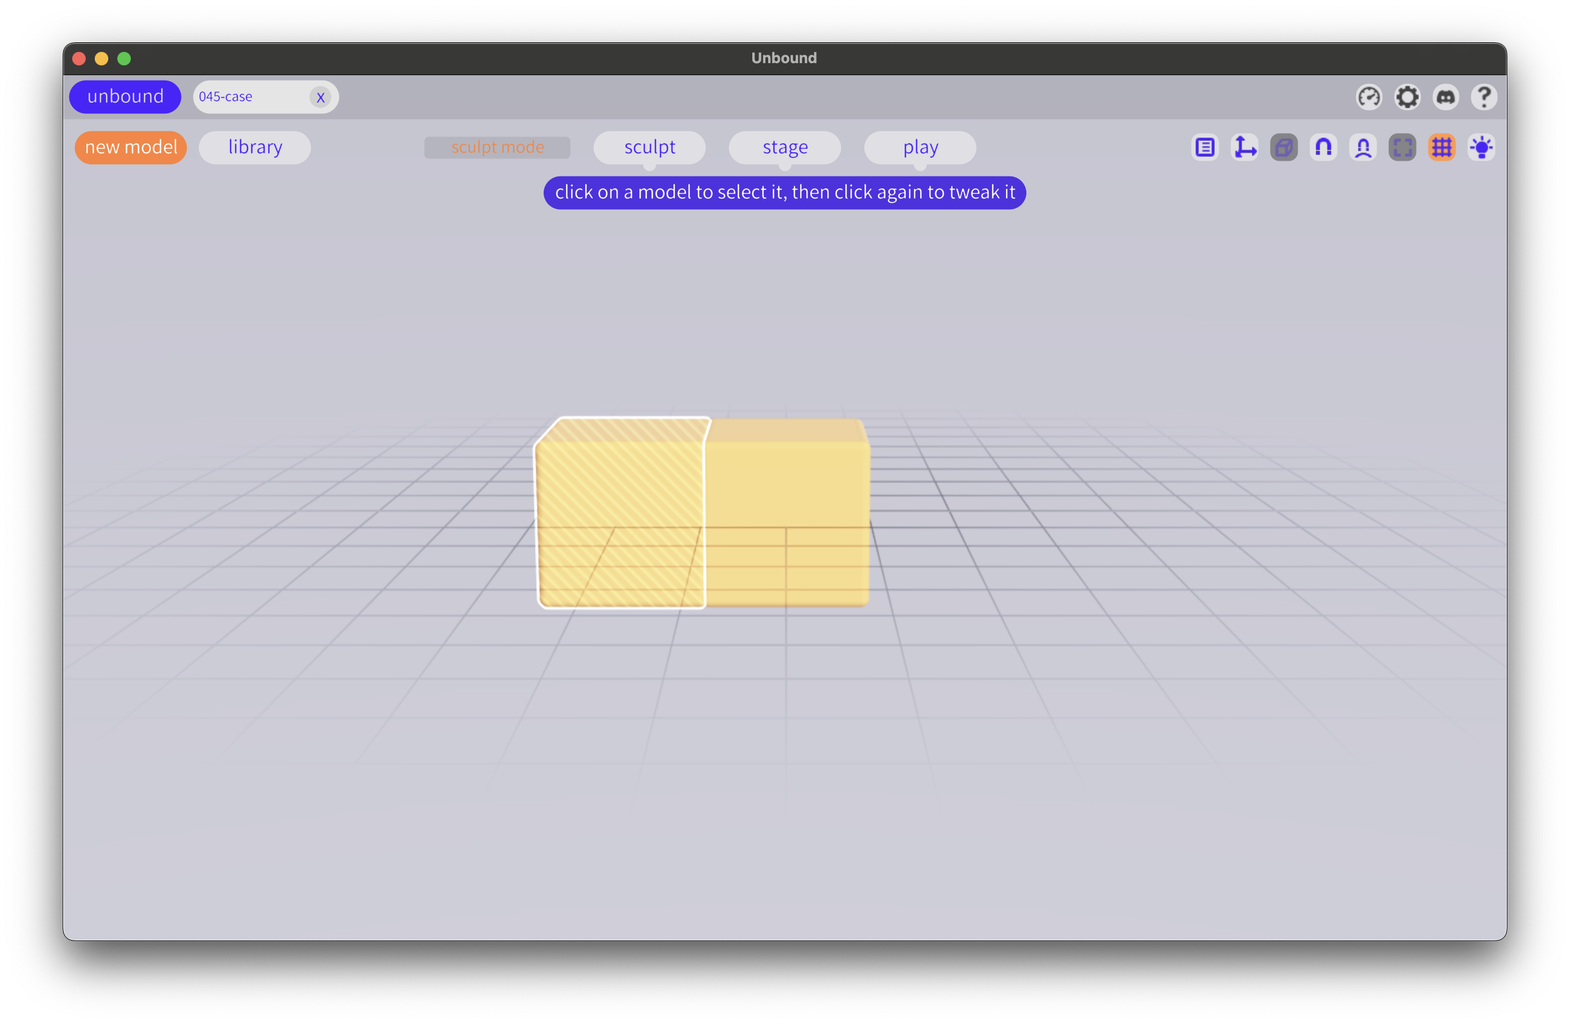 Unbound
unbound
045-case
X
new model
library
sculpt mode
sculpt
stage
play
?
click on a model to select it, then click again to tweak it